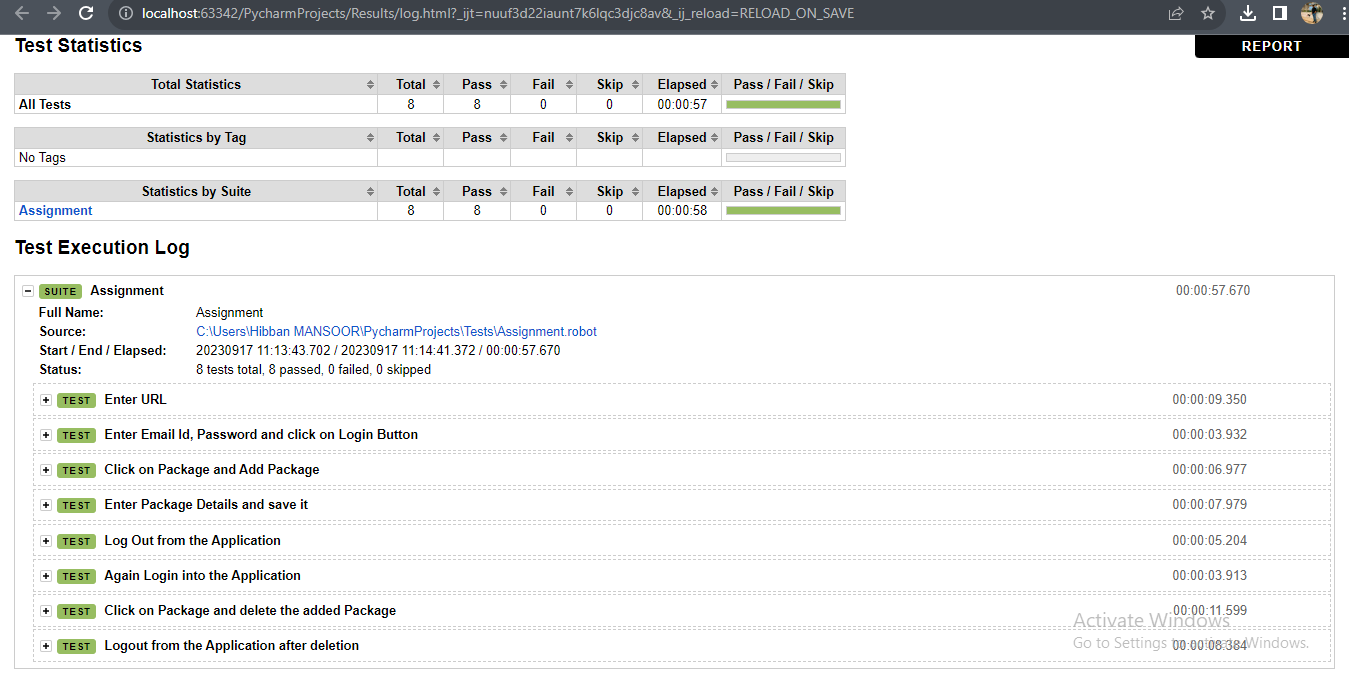 localhost:63342/PycharmProjects/Results/log.html?_ijt=nuuf3d22iaunt7k6lqc3djc8av&_ij_reload=RELOAD_ON_SAVE
Test Statistics
REPORT
Total Statistics Total Pass Fail Skip Elapsed Pass / Fail / Skip
All Tests 8 8 0 0 00:00:57
Statistics by Tag Total Pass Fail Skip Elapsed Pass / Fail / Skip
No Tags
Statistics by Suite Total Pass Fail Skip Elapsed Pass / Fail / Skip
Assignment 8 8 0 0 00:00:58
Test Execution Log
SUITE Assignment 00:00:57.670
Full Name: Assignment
Source: C:\Users\Hibban MANSOOR\PycharmProjects\Tests\Assignment.robot
Start / End / Elapsed: 20230917 11:13:43.702 / 20230917 11:14:41.372 / 00:00:57.670
Status: 8 tests total, 8 passed, 0 failed, 0 skipped
TEST Enter URL 00:00:09.350
TEST Enter Email Id, Password and click on Login Button 00:00:03.932
TEST Click on Package and Add Package 00:00:06.977
TEST Enter Package Details and save it 00:00:07.979
TEST Log Out from the Application 00:00:05.204
TEST Again Login into the Application 00:00:03.913
TEST Click on Package and delete the added Package 00:00:11.599
Activate Windows
TEST Logout from the Application after deletion 00:00:08.384
Go to Settings to activate Windows.